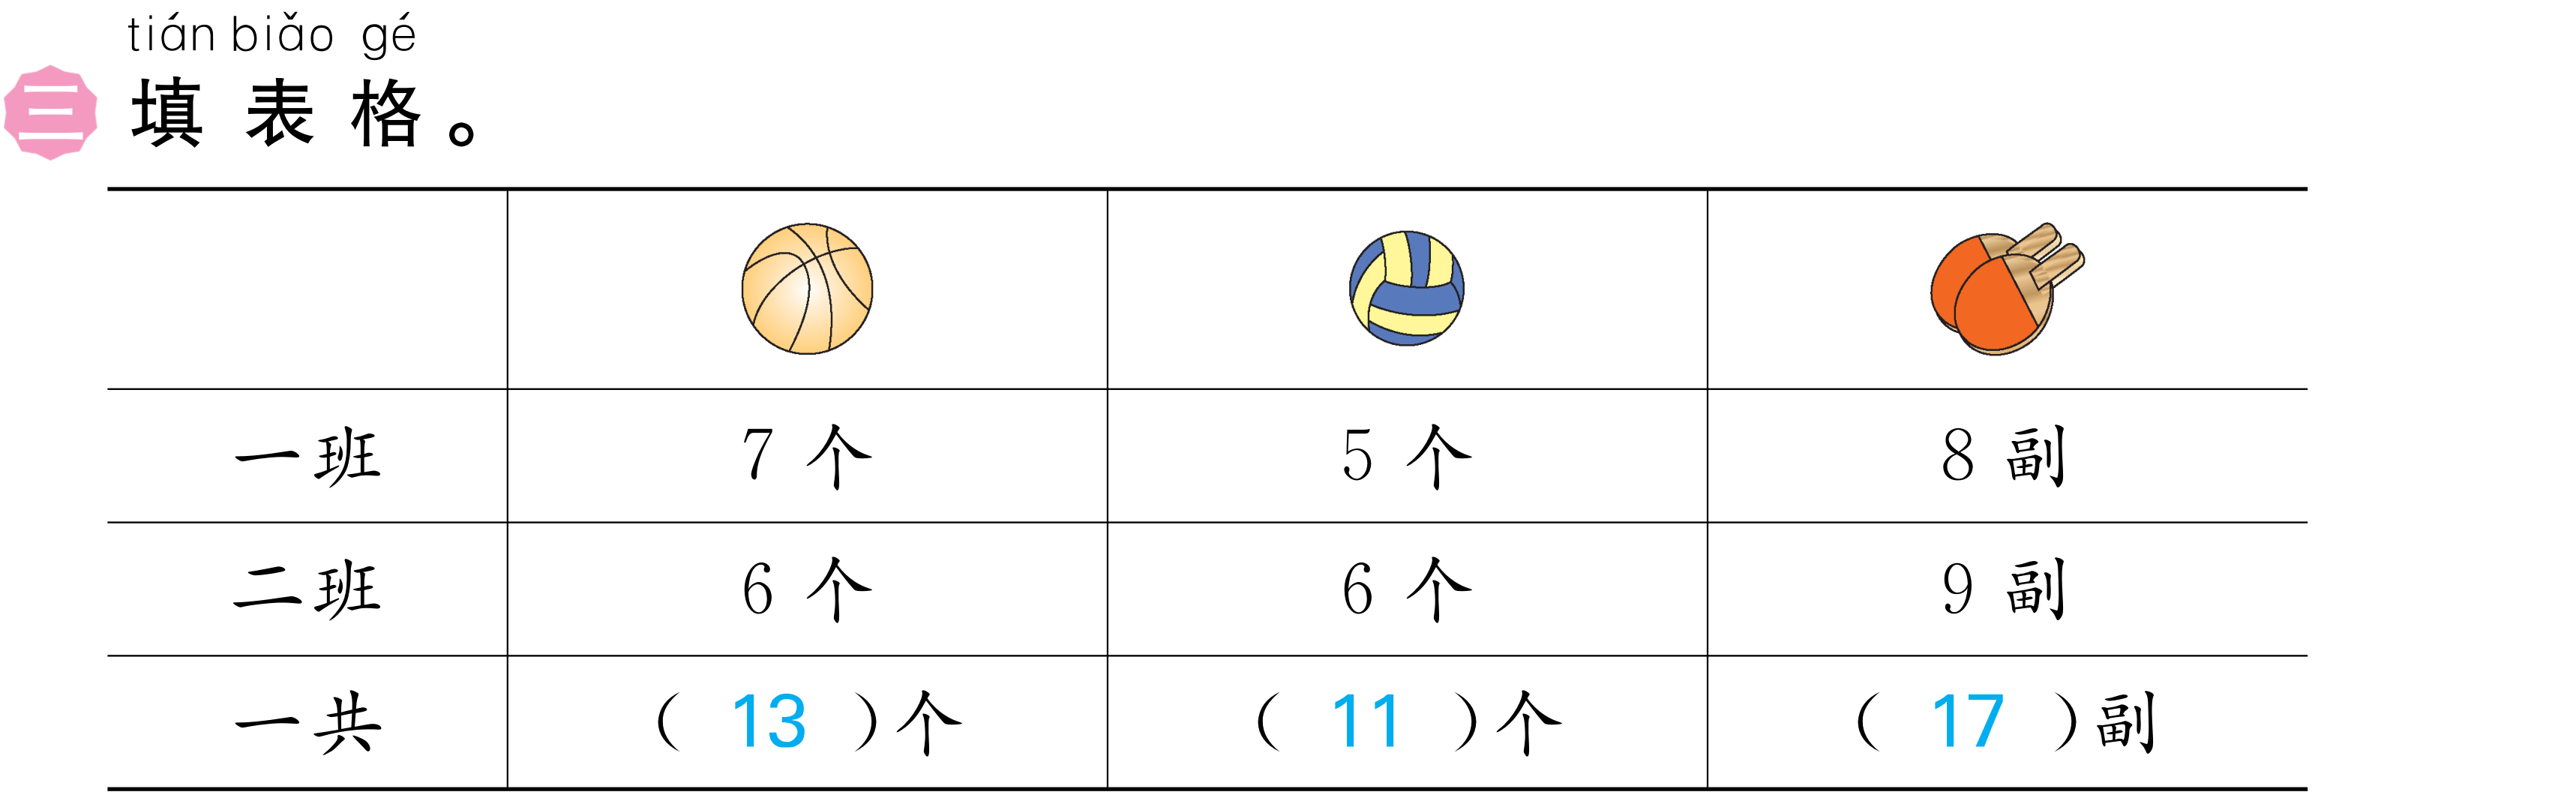 tián biǎo gé
三 填表格。
一班 7个 5个 8副
二班 6个 6个 9副
一共 (13)个 (11)个 (17)副